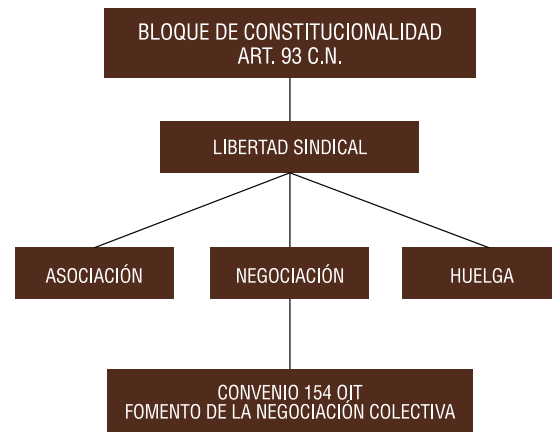 BLOQUE DE CONSTITUCIONALIDAD
ART. 93 C.N.
LIBERTAD SINDICAL
ASOCIACIÓN
NEGOCIACIÓN
HUELGA
CONVENIO 154 OIT
FOMENTO DE LA NEGOCIACIÓN COLECTIVA